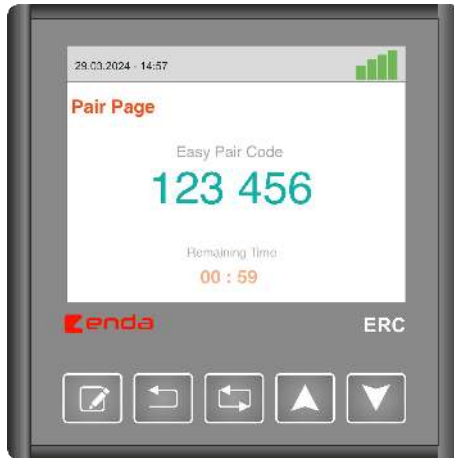 29.03.2024 - 14:57
Pair Page
Easy Pair Code
123 456
Remaining Time
00 : 59
enda
ERC